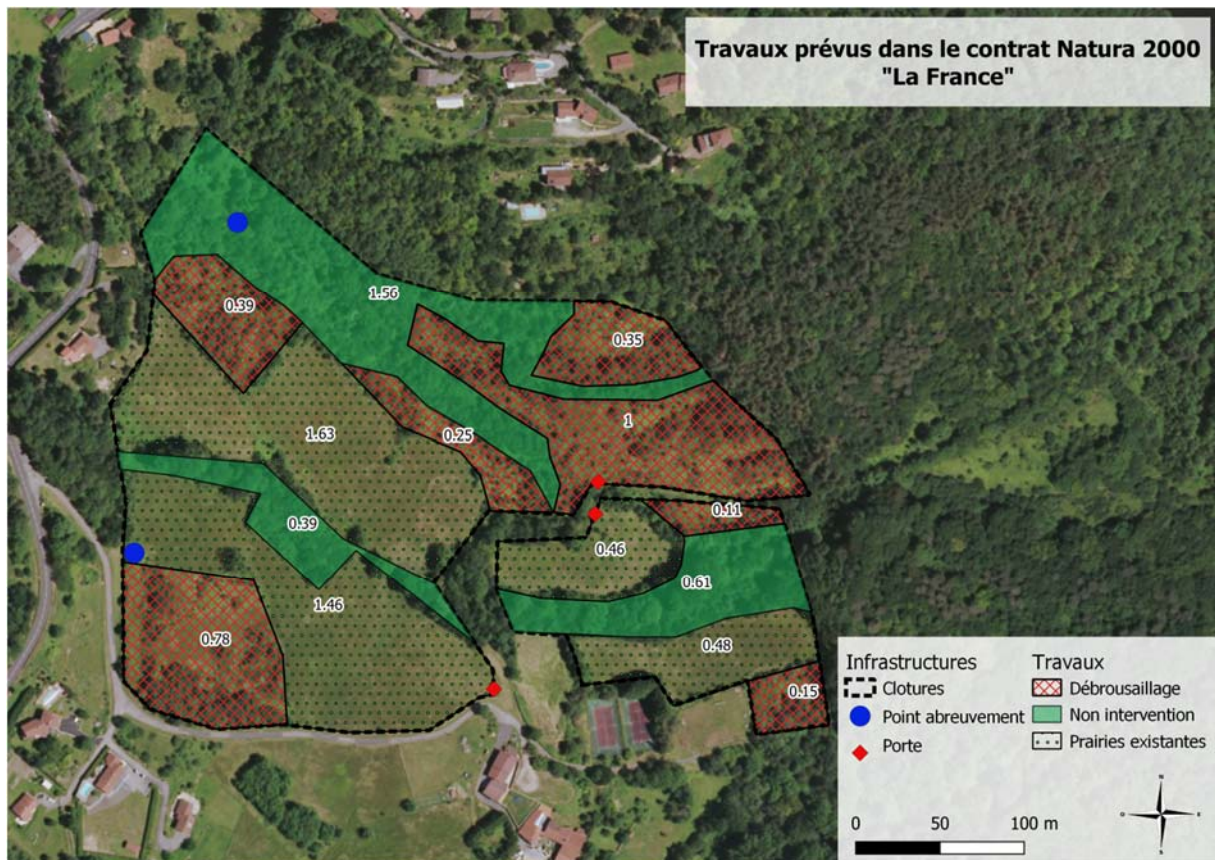 Travaux prévus dans le contrat Natura 2000
"La France"
1.56
0.39
0.35
1.63
1
0.25
0.11
0.39
0.46
0.61
1.46
0.78
0.48
0.15
Infrastructures
Clotures
Point abreuvement
Porte
Travaux
Débrousaillage
Non intervention
Prairies existantes
0 50 100 m
N
O E
S